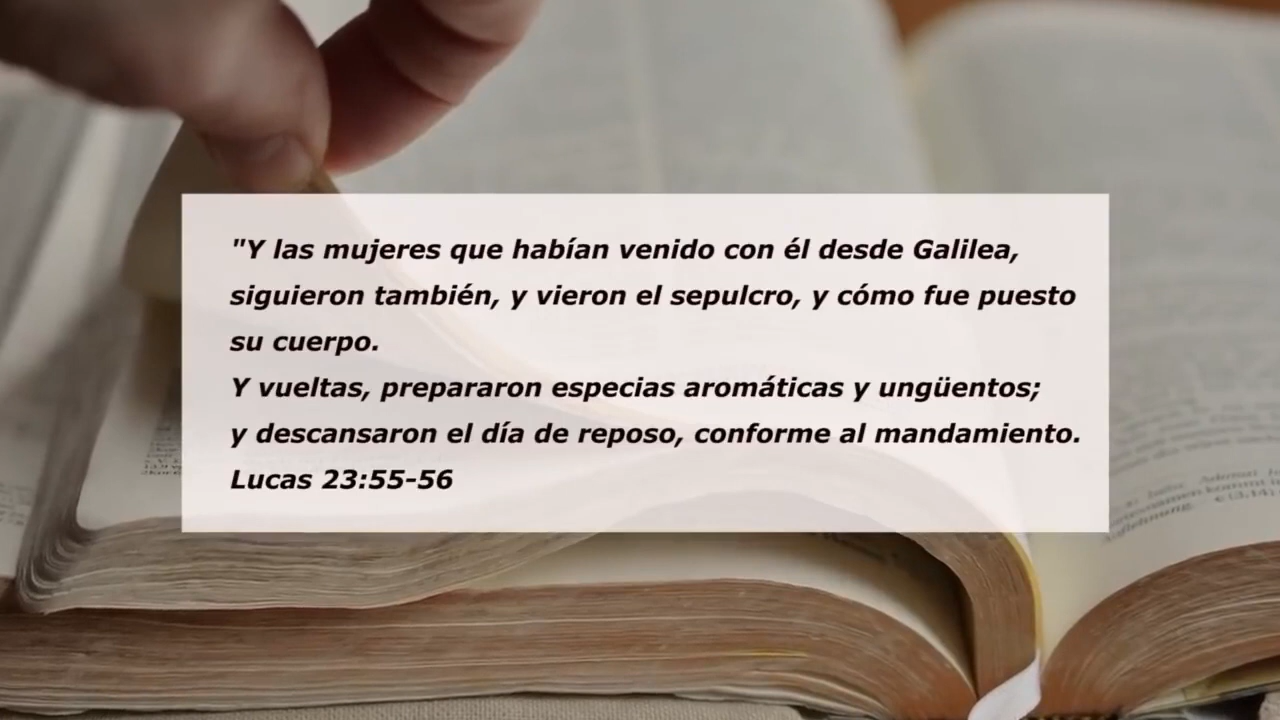 "Y las mujeres que habían venido con él desde Galilea,
siguieron también, y vieron el sepulcro, y cómo fue puesto
su cuerpo.
Y vueltas, prepararon especias aromáticas y ungüentos;
y descansaron el día de reposo, conforme al mandamiento.
Lucas 23:55-56